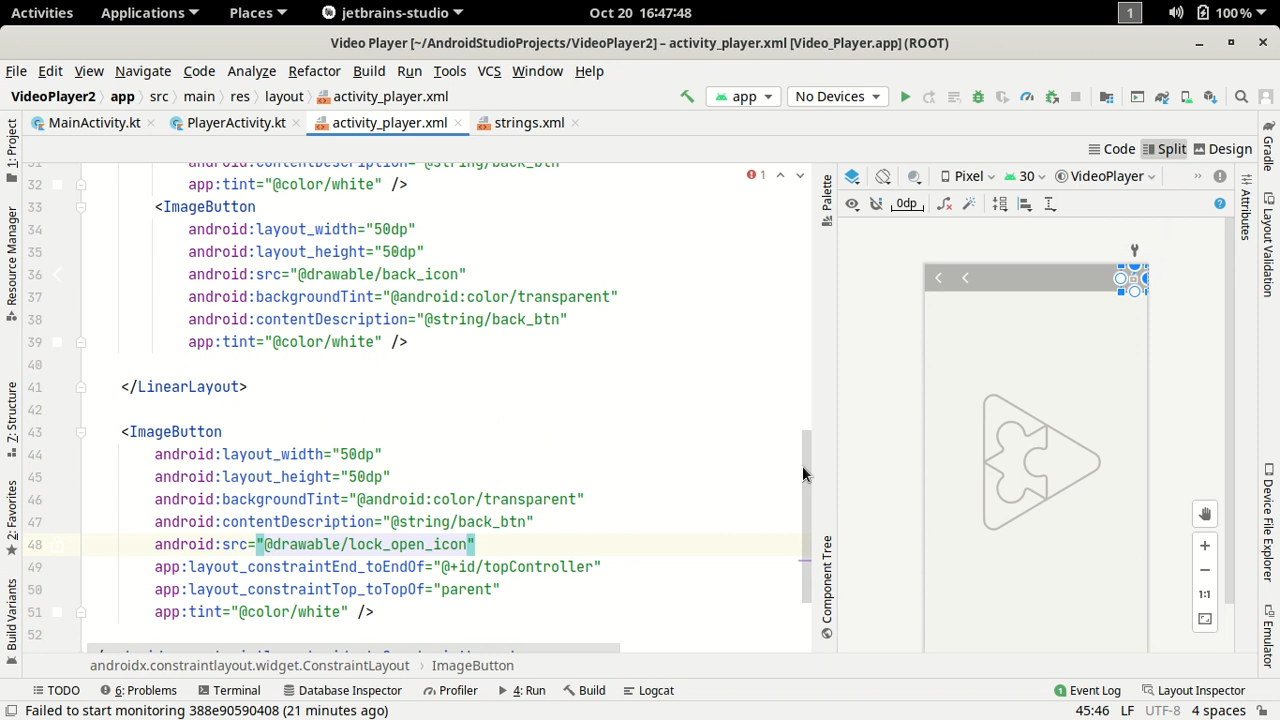 Activities Applications Places jetbrains-studio Oct 20 16:47:48 1 100%
Video Player [~/AndroidStudioProjects/VideoPlayer2] – activity_player.xml [Video_Player.app] (ROOT)
File Edit View Navigate Code Analyze Refactor Build Run Tools VCS Window Help
VideoPlayer2 app src main res layout activity_player.xml app No Devices
MainActivity.kt PlayerActivity.kt activity_player.xml strings.xml
Code Split Design
1: Project
Resource Manager
Z: Structure
2: Favorites
Build Variants
android:contentDescription="@string/back_btn"
32 app:tint="@color/white" />
33 <ImageButton
34 android:layout_width="50dp"
35 android:layout_height="50dp"
36 android:src="@drawable/back_icon"
37 android:backgroundTint="@android:color/transparent"
38 android:contentDescription="@string/back_btn"
39 app:tint="@color/white" />
40
41 </LinearLayout>
42
43 <ImageButton
44 android:layout_width="50dp"
45 android:layout_height="50dp"
46 android:backgroundTint="@android:color/transparent"
47 android:contentDescription="@string/back_btn"
48 android:src="@drawable/lock_open_icon"
49 app:layout_constraintEnd_toEndOf="@+id/topController"
50 app:layout_constraintTop_toTopOf="parent"
51 app:tint="@color/white" />
52
1
Palette
Component Tree
Pixel 30 VideoPlayer
0dp
1:1
Attributes
Gradle
Layout Validation
Device File Explorer
Emulator
androidx.constraintlayout.widget.ConstraintLayout › ImageButton
TODO 6: Problems Terminal Database Inspector Profiler 4: Run Build Logcat 1 Event Log Layout Inspector
Failed to start monitoring 388e90590408 (21 minutes ago) 45:46 LF UTF-8 4 spaces